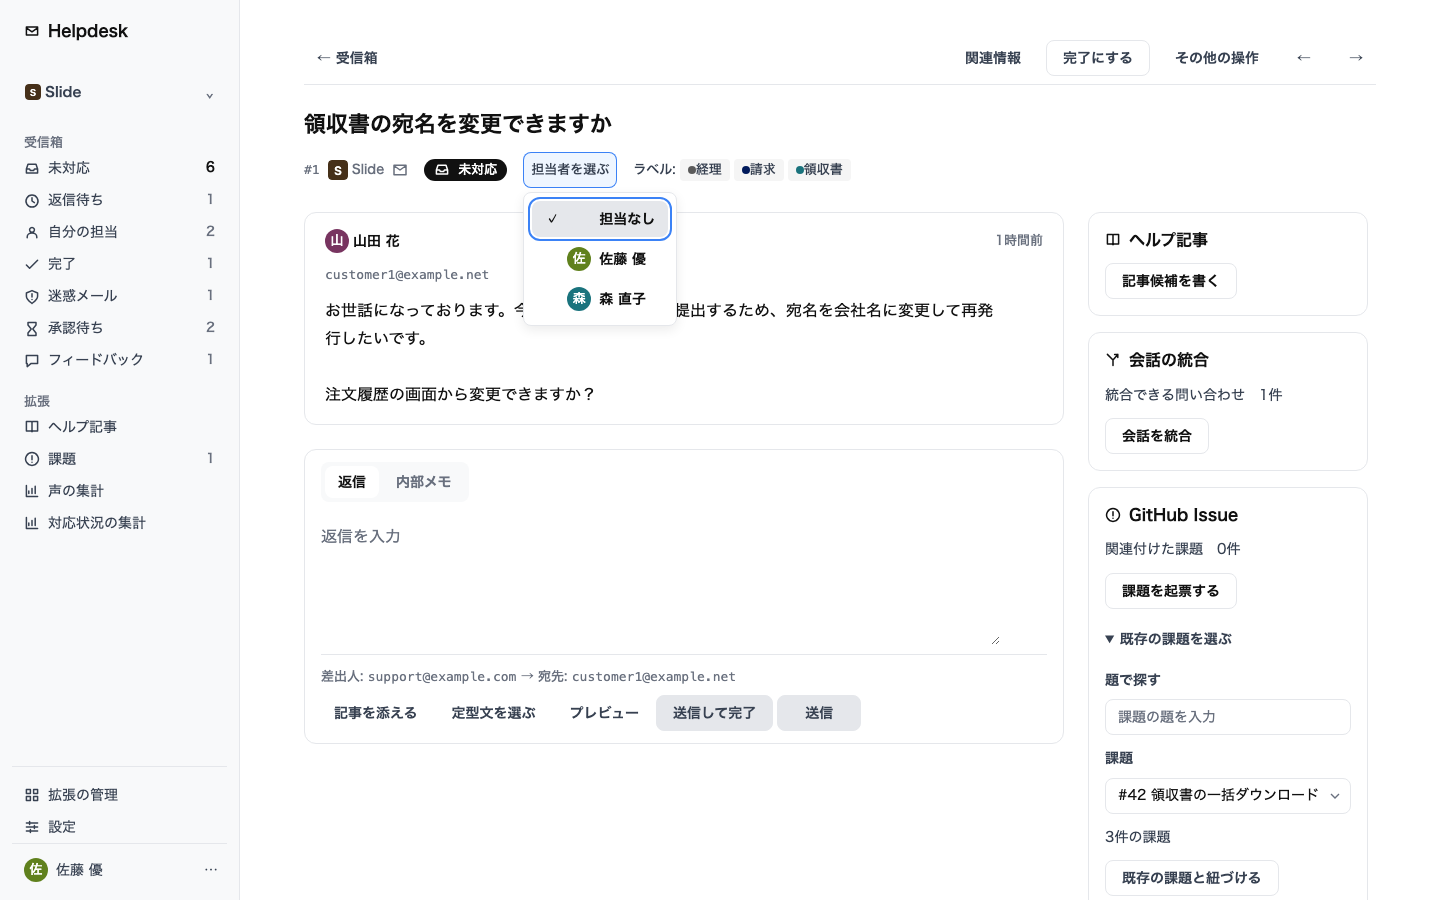 Helpdesk
S Slide
受信箱
未対応 6
返信待ち 1
自分の担当 2
完了 1
迷惑メール 1
承認待ち 2
フィードバック 1
拡張
ヘルプ記事
課題 1
声の集計
対応状況の集計
拡張の管理
設定
佐 佐藤 優 …
← 受信箱
関連情報 完了にする その他の操作 ← →
領収書の宛名を変更できますか
#1 S Slide 未対応 担当者を選ぶ ラベル: 経理 請求 領収書
✓ 担当なし
佐 佐藤 優
森 森 直子
山 山田 花 1時間前
customer1@example.net
お世話になっております。 提出するため、宛名を会社名に変更して再発
行したいです。
注文履歴の画面から変更できますか？
返信 内部メモ
返信を入力
差出人: support@example.com → 宛先: customer1@example.net
記事を添える 定型文を選ぶ プレビュー 送信して完了 送信
ヘルプ記事
記事候補を書く
会話の統合
統合できる問い合わせ 1件
会話を統合
GitHub Issue
関連付けた課題 0件
課題を起票する
▼ 既存の課題を選ぶ
題で探す
課題の題を入力
課題
#42 領収書の一括ダウンロード
3件の課題
既存の課題と紐づける